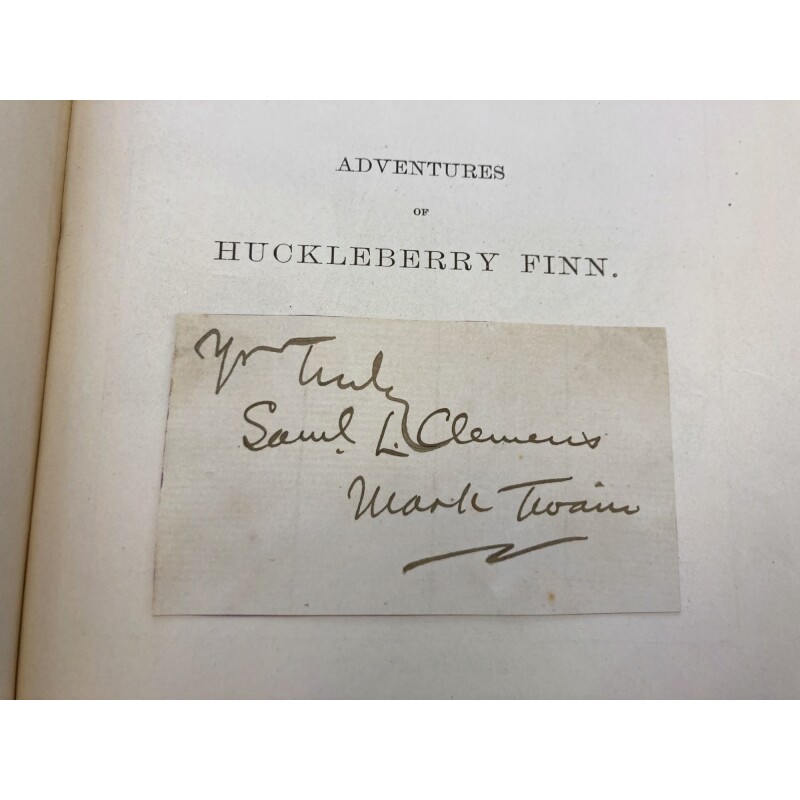 ADVENTURES
OF
HUCKLEBERRY FINN.
Yrs Truly
Saml. L. Clemens
Mark Twain